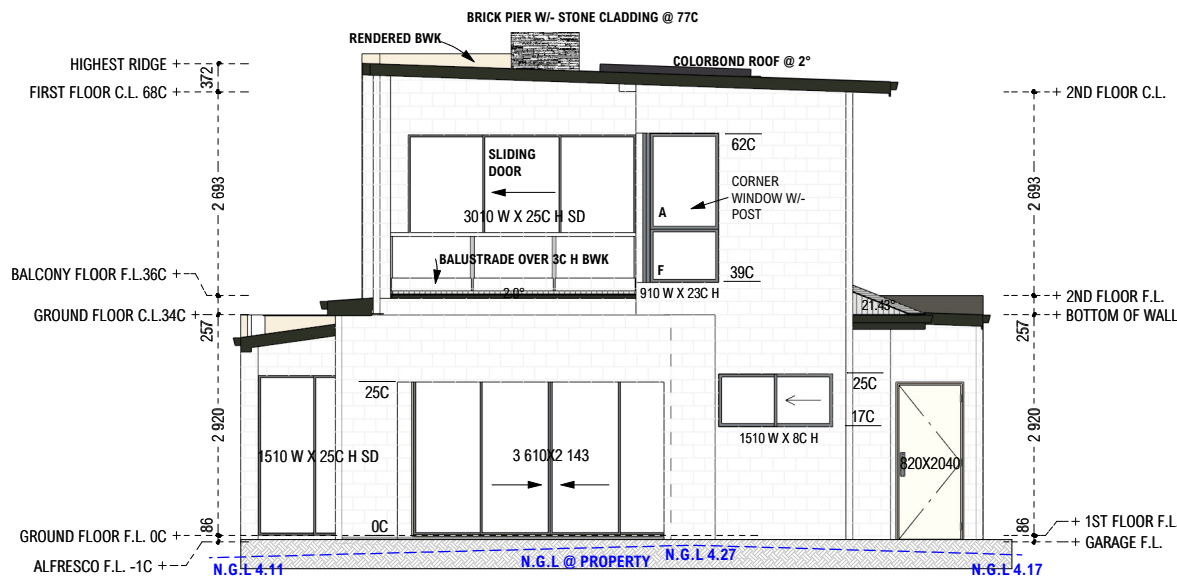 BRICK PIER W/- STONE CLADDING @ 77C
RENDERED BWK
COLORBOND ROOF @ 2°
HIGHEST RIDGE
372
FIRST FLOOR C.L. 68C
2ND FLOOR C.L.
62C
SLIDING
DOOR
CORNER
WINDOW W/-
POST
2 693
2 693
3010 W X 25C H SD
A
BALUSTRADE OVER 3C H BWK
F
39C
BALCONY FLOOR F.L.36C
2.0°
910 W X 23C H
2ND FLOOR F.L.
21.43°
GROUND FLOOR C.L.34C
BOTTOM OF WALL
257
257
25C
25C
17C
2 920
2 920
1510 W X 8C H
1510 W X 25C H SD
3 610X2 143
820X2040
0C
86
86
GROUND FLOOR F.L. 0C
1ST FLOOR F.L.
GARAGE F.L.
ALFRESCO F.L. -1C
N.G.L 4.11
N.G.L @ PROPERTY
N.G.L 4.27
N.G.L 4.17